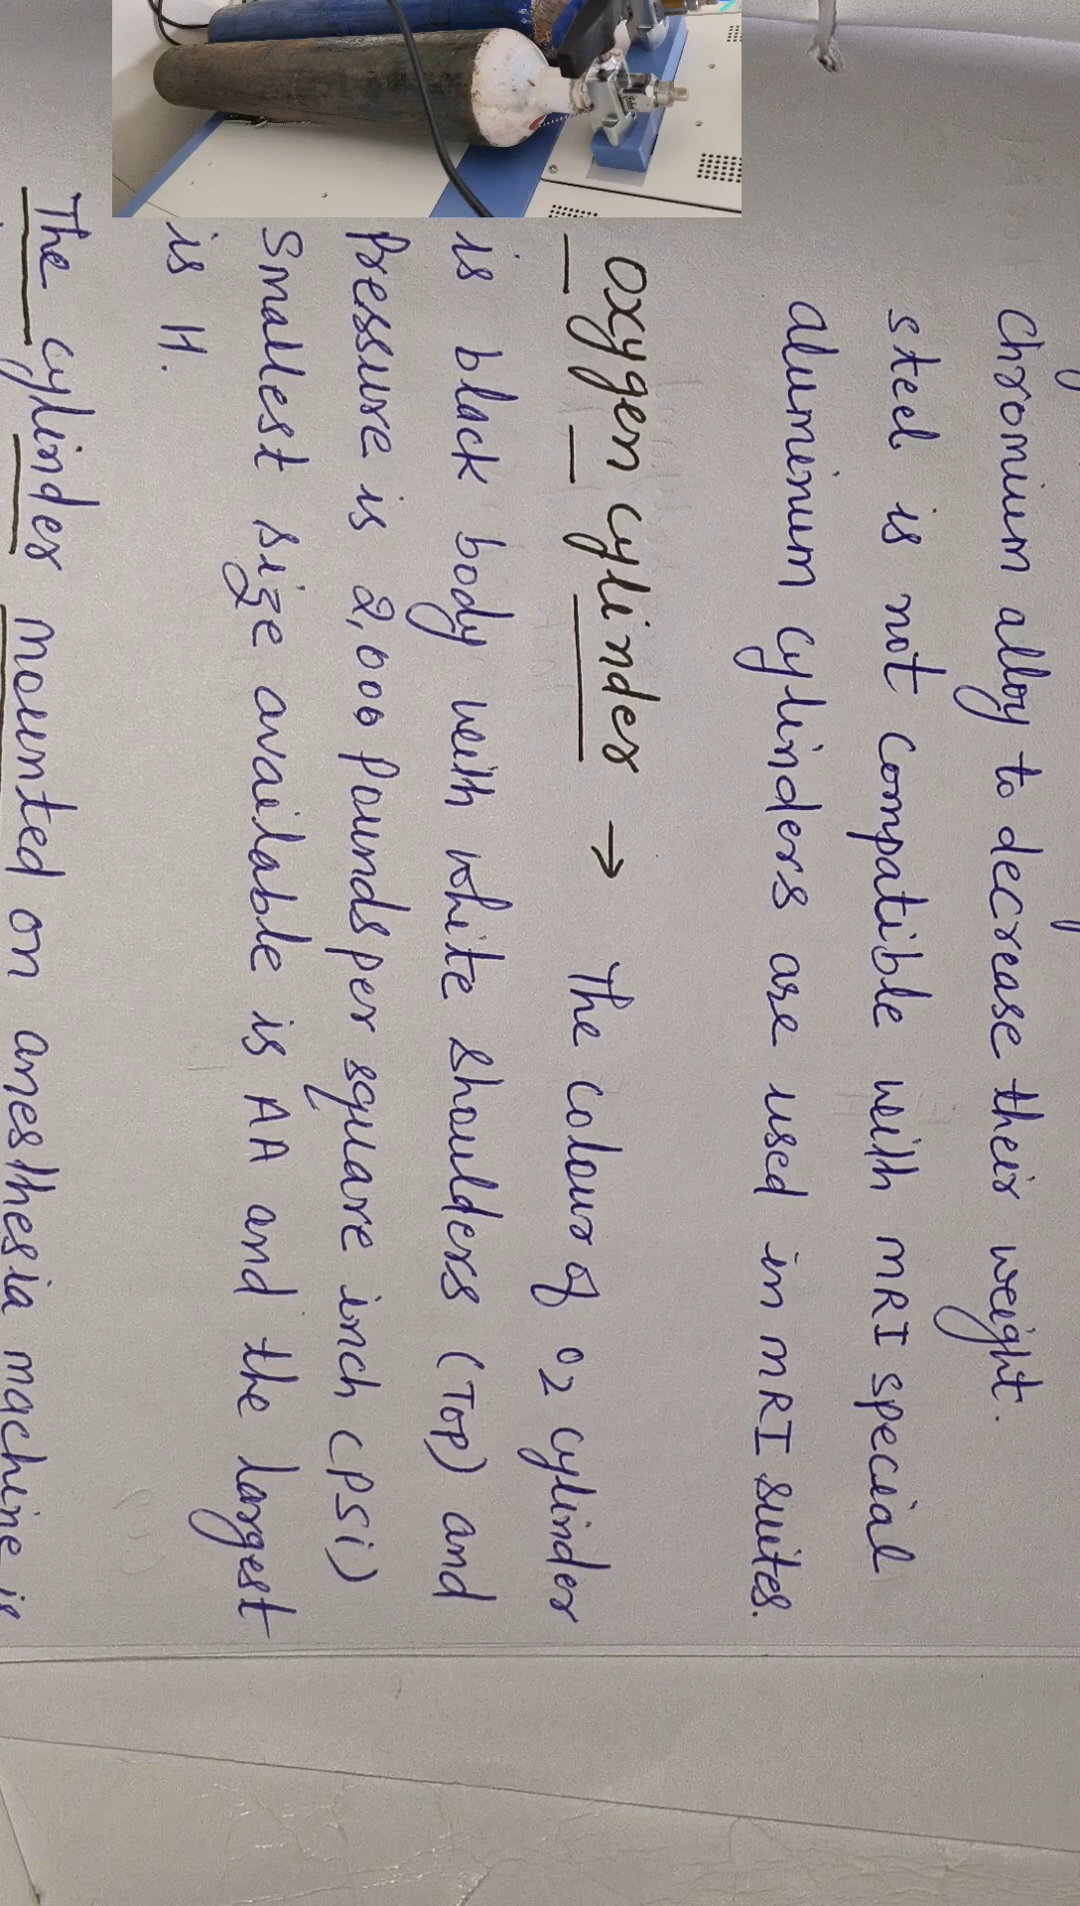 chromium alloy to decrease their weight.
steel is not compatible with MRI special
aluminum cylinders are used in MRI suites.
Oxygen cylinder → The colour of O2 cylinder
is black body with white shoulders (Top) and
Pressure is 2,000 Pounds per square inch (PSi)
Smallest size available is AA and the largest
is H.
The cylinder mounted on anesthesia machine is